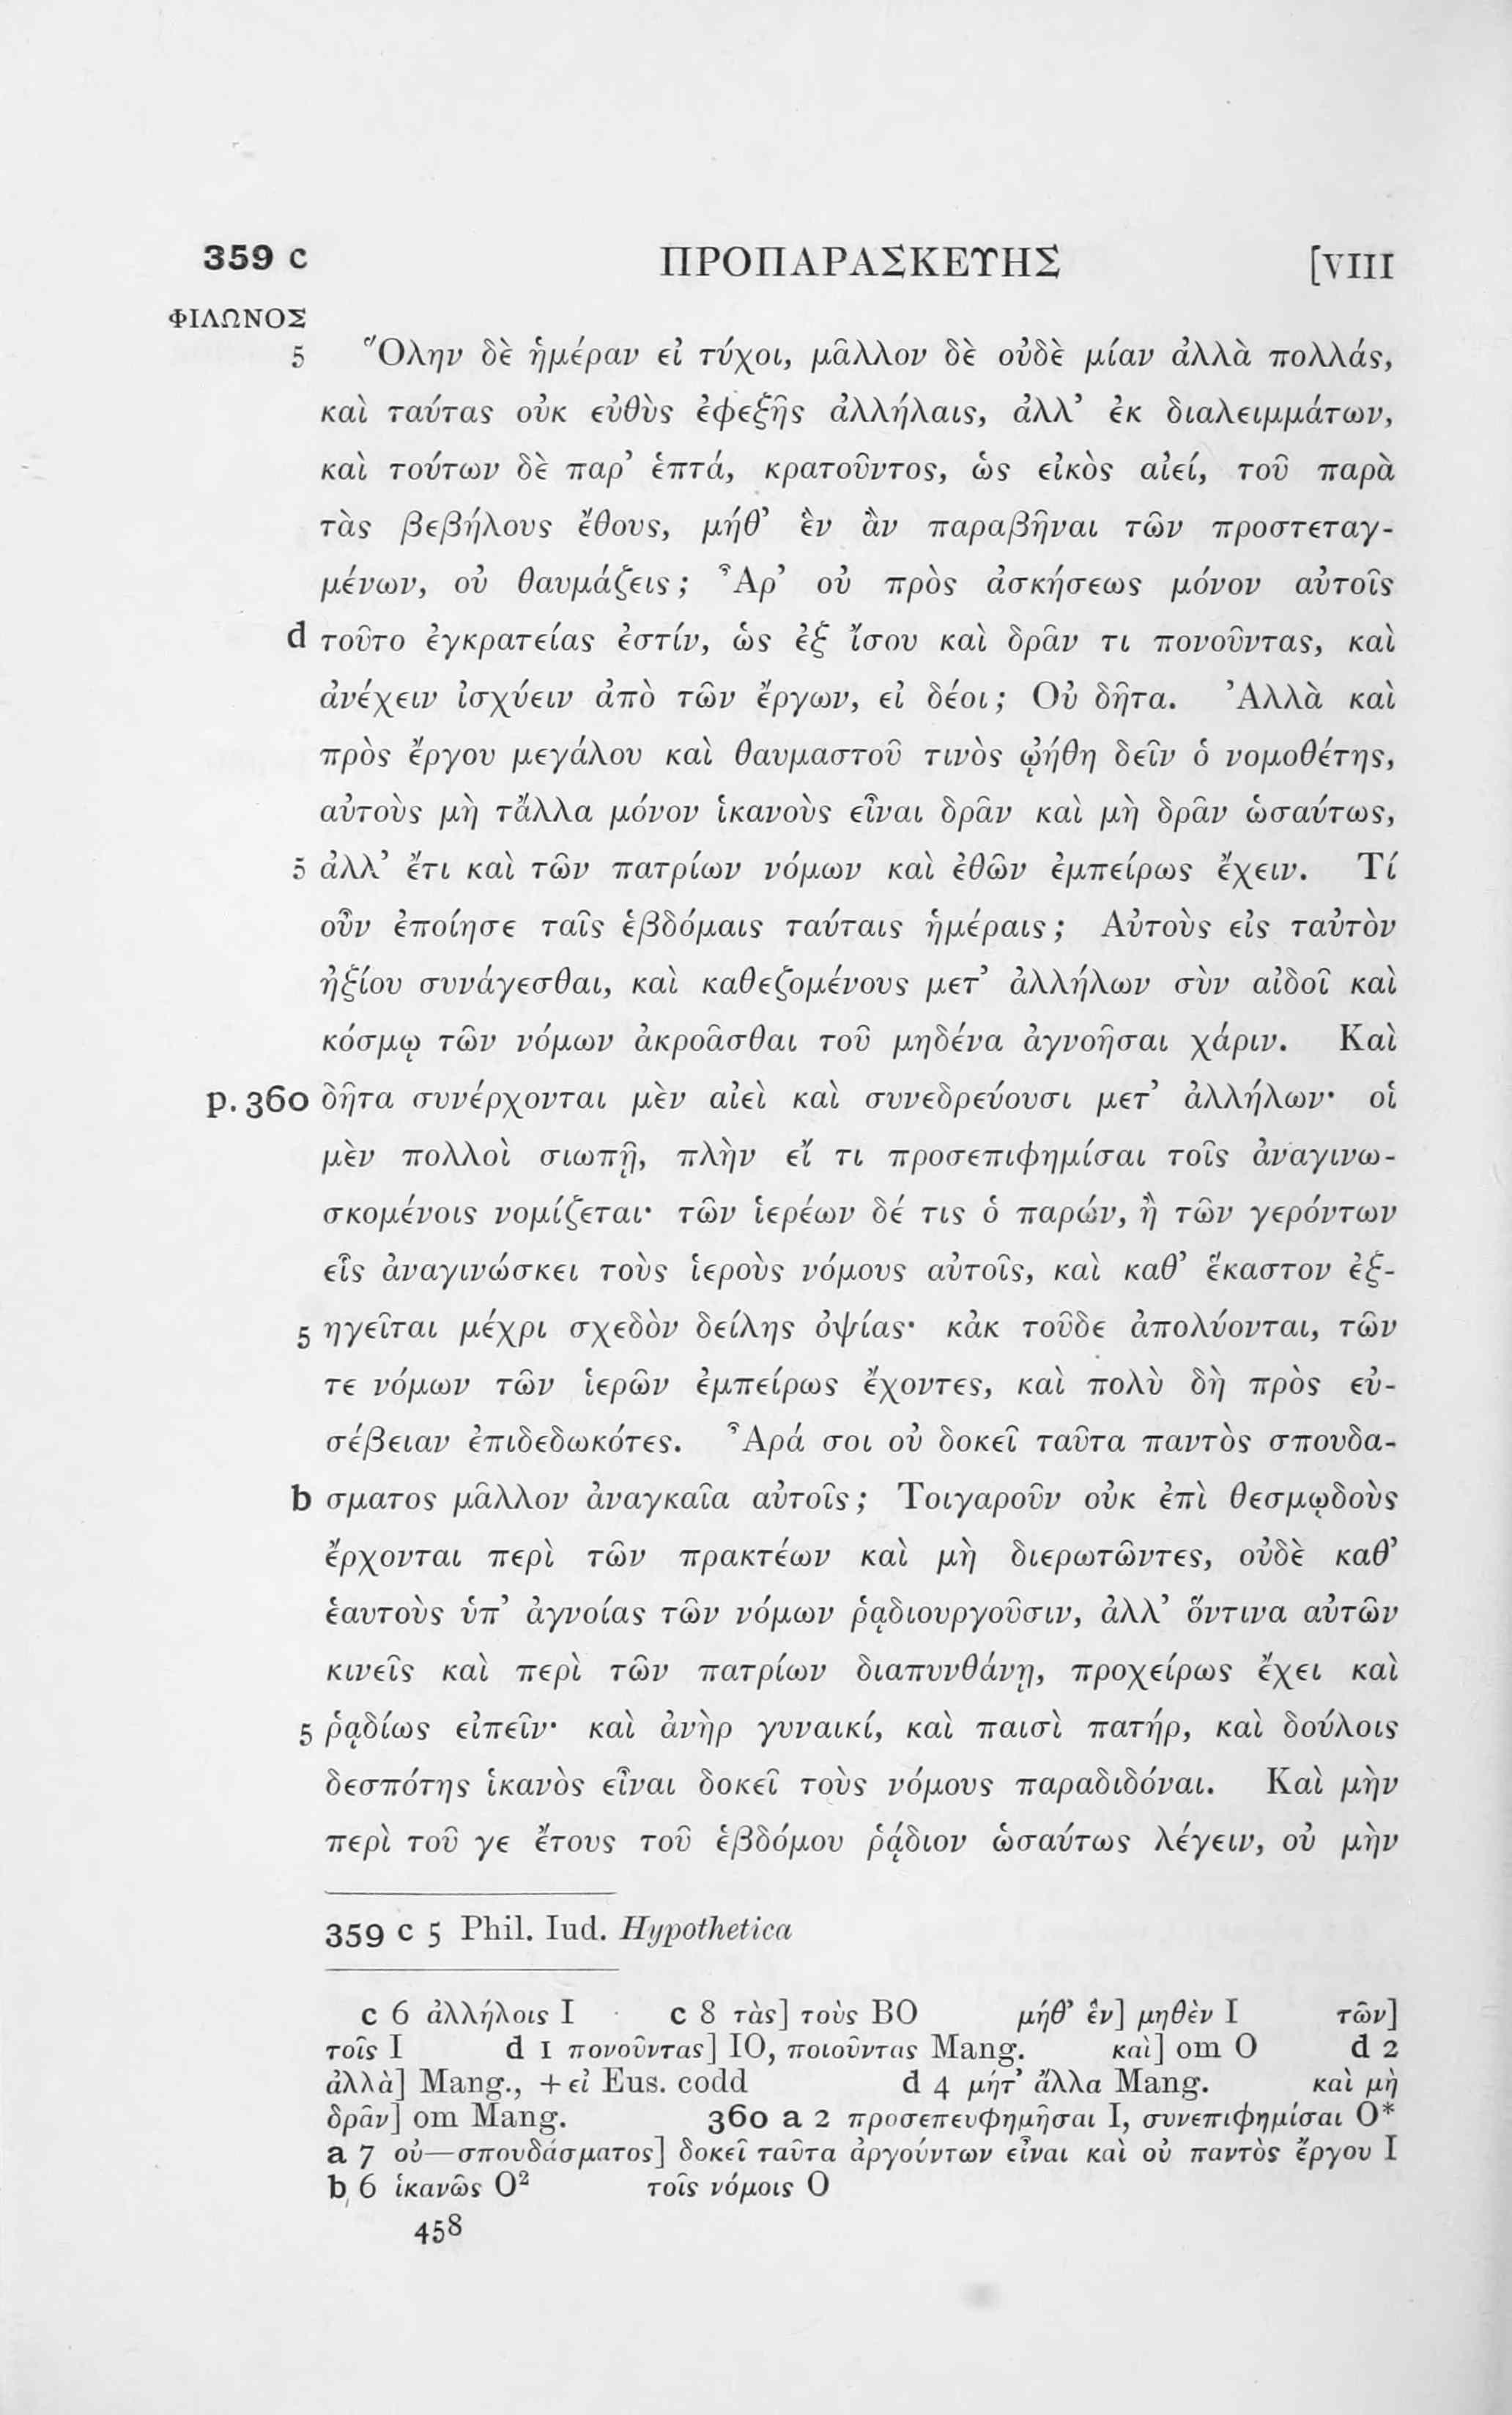 359 c ΠΡΟΠΑΡΑΣΚΕΥΗΣ [VIII
ΦΙΛΩΝΟΣ
5 Ὅλην δὲ ἡμέραν εἰ τύχοι, μᾶλλον δὲ οὐδὲ μίαν ἀλλὰ πολλάς,
καὶ ταύτας οὐκ εὐθὺς ἐφεξῆς ἀλλήλαις, ἀλλ’ ἐκ διαλειμμάτων,
καὶ τούτων δὲ παρ’ ἑπτά, κρατοῦντος, ὡς εἰκὸς αἰεί, τοῦ παρὰ
τὰς βεβήλους ἔθους, μήθ’ ἓν ἂν παραβῆναι τῶν προστεταγ-
μένων, οὐ θαυμάζεις; Ἆρ’ οὐ πρὸς ἀσκήσεως μόνον αὐτοῖς
d τοῦτο ἐγκρατείας ἐστίν, ὡς ἐξ ἴσου καὶ δρᾶν τι πονοῦντας, καὶ
ἀνέχειν ἰσχύειν ἀπὸ τῶν ἔργων, εἰ δέοι; Οὐ δῆτα. Ἀλλὰ καὶ
πρὸς ἔργου μεγάλου καὶ θαυμαστοῦ τινὸς ᾠήθη δεῖν ὁ νομοθέτης,
αὐτοὺς μὴ τἄλλα μόνον ἱκανοὺς εἶναι δρᾶν καὶ μὴ δρᾶν ὡσαύτως,
5 ἀλλ’ ἔτι καὶ τῶν πατρίων νόμων καὶ ἐθῶν ἐμπείρως ἔχειν. Τί
οὖν ἐποίησε ταῖς ἑβδόμαις ταύταις ἡμέραις; Αὐτοὺς εἰς ταὐτὸν
ἠξίου συνάγεσθαι, καὶ καθεζομένους μετ’ ἀλλήλων σὺν αἰδοῖ καὶ
κόσμῳ τῶν νόμων ἀκροᾶσθαι τοῦ μηδένα ἀγνοῆσαι χάριν. Καὶ
p. 360 δῆτα συνέρχονται μὲν αἰεὶ καὶ συνεδρεύουσι μετ’ ἀλλήλων· οἱ
μὲν πολλοὶ σιωπῇ, πλὴν εἴ τι προσεπιφημίσαι τοῖς ἀναγινω-
σκομένοις νομίζεται· τῶν ἱερέων δέ τις ὁ παρών, ἢ τῶν γερόντων
εἷς ἀναγινώσκει τοὺς ἱεροὺς νόμους αὐτοῖς, καὶ καθ’ ἕκαστον ἐξ-
5 ηγεῖται μέχρι σχεδὸν δείλης ὀψίας· κἀκ τοῦδε ἀπολύονται, τῶν
τε νόμων τῶν ἱερῶν ἐμπείρως ἔχοντες, καὶ πολὺ δὴ πρὸς εὐ-
σέβειαν ἐπιδεδωκότες. Ἆρά σοι οὐ δοκεῖ ταῦτα παντὸς σπουδα-
b σματος μᾶλλον ἀναγκαῖα αὐτοῖς; Τοιγαροῦν οὐκ ἐπὶ θεσμῳδοὺς
ἔρχονται περὶ τῶν πρακτέων καὶ μὴ διερωτῶντες, οὐδὲ καθ’
ἑαυτοὺς ὑπ’ ἀγνοίας τῶν νόμων ῥᾳδιουργοῦσιν, ἀλλ’ ὅντινα αὐτῶν
κινεῖς καὶ περὶ τῶν πατρίων διαπυνθάνῃ, προχείρως ἔχει καὶ
5 ῥᾳδίως εἰπεῖν· καὶ ἀνὴρ γυναικί, καὶ παισὶ πατήρ, καὶ δούλοις
δεσπότης ἱκανὸς εἶναι δοκεῖ τοὺς νόμους παραδιδόναι. Καὶ μὴν
περὶ τοῦ γε ἔτους τοῦ ἑβδόμου ῥᾴδιον ὡσαύτως λέγειν, οὐ μὴν
359 c 5 Phil. Iud. Hypothetica
c 6 ἀλλήλοις I c 8 τὰς] τοὺς BO μήθ’ ἓν] μηθὲν I τῶν]
τοῖς I d 1 πονοῦντας] IO, ποιοῦντας Mang. καὶ] om O d 2
ἀλλὰ] Mang., +εἰ Eus. codd d 4 μήτ’ ἄλλα Mang. καὶ μὴ
δρᾶν] om Mang. 360 a 2 προσεπευφημῆσαι I, συνεπιφημίσαι O*
a 7 οὐ—σπουδάσματος] δοκεῖ ταῦτα ἀργούντων εἶναι καὶ οὐ παντὸς ἔργου I
b 6 ἱκανῶς O² τοῖς νόμοις O
458